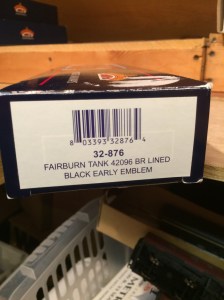 8 03393 32876 4
32-876
FAIRBURN TANK 42096 BR LINED
BLACK EARLY EMBLEM